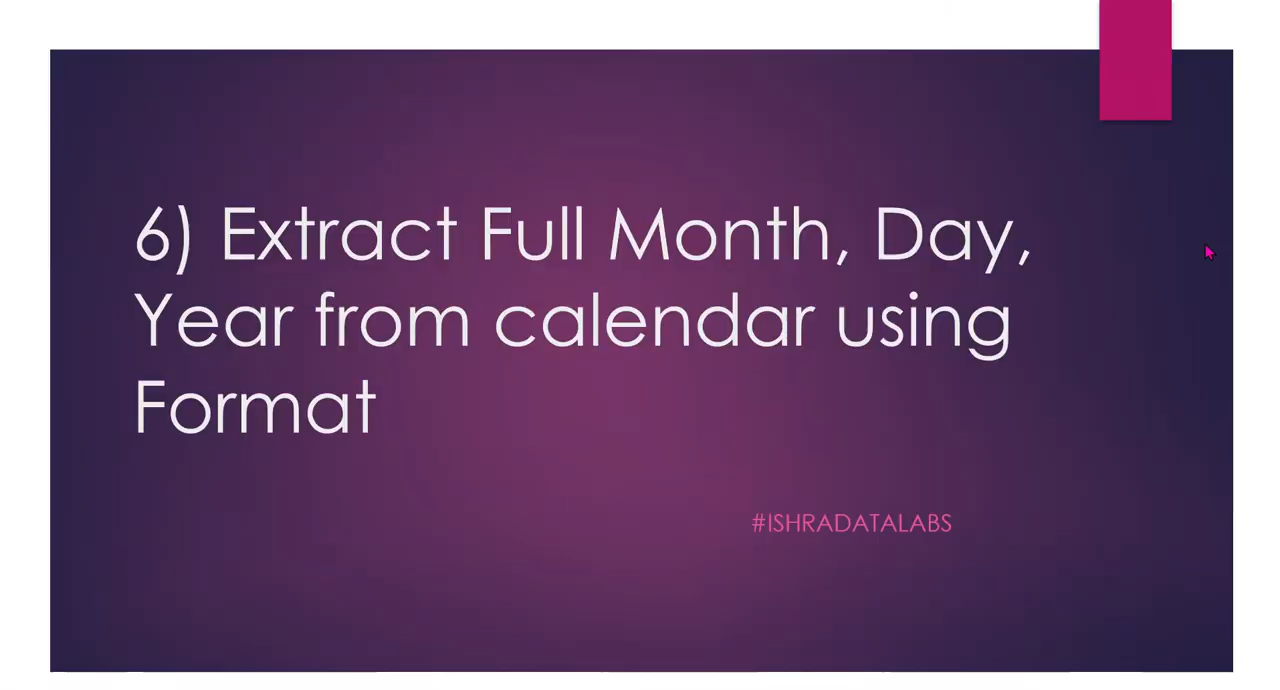 6) Extract Full Month, Day,
Year from calendar using
Format
#ISHRADATALABS